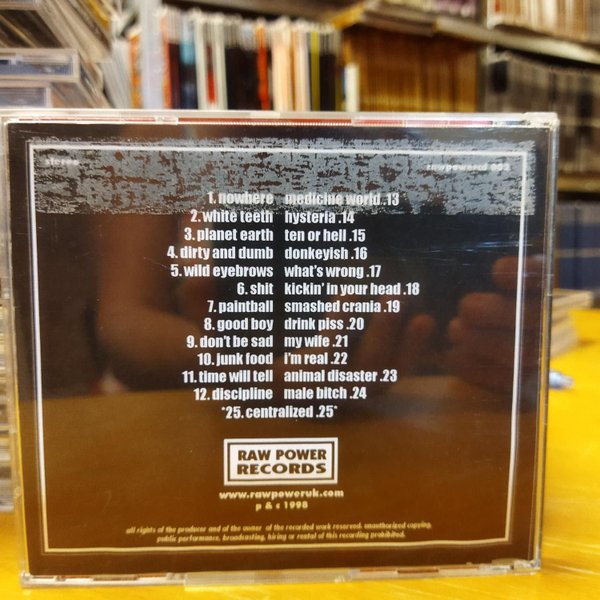 stereo
1. nowhere medicine world .13
2. white teeth hysteria .14
3. planet earth ten or hell .15
4. dirty and dumb donkeyish .16
5. wild eyebrows what's wrong .17
6. shit kickin' in your head .18
7. paintball smashed crania .19
8. good boy drink piss .20
9. don't be sad my wife .21
10. junk food i'm real .22
11. time will tell animal disaster .23
12. discipline male bitch .24
*25. centralized .25*
RAW POWER
RECORDS
www.rawpoweruk.com
p & c 1998
all rights of the producer and of the owner of the recorded work reserved. unauthorized copying,
public performance, broadcasting, hiring or rental of this recording prohibited.